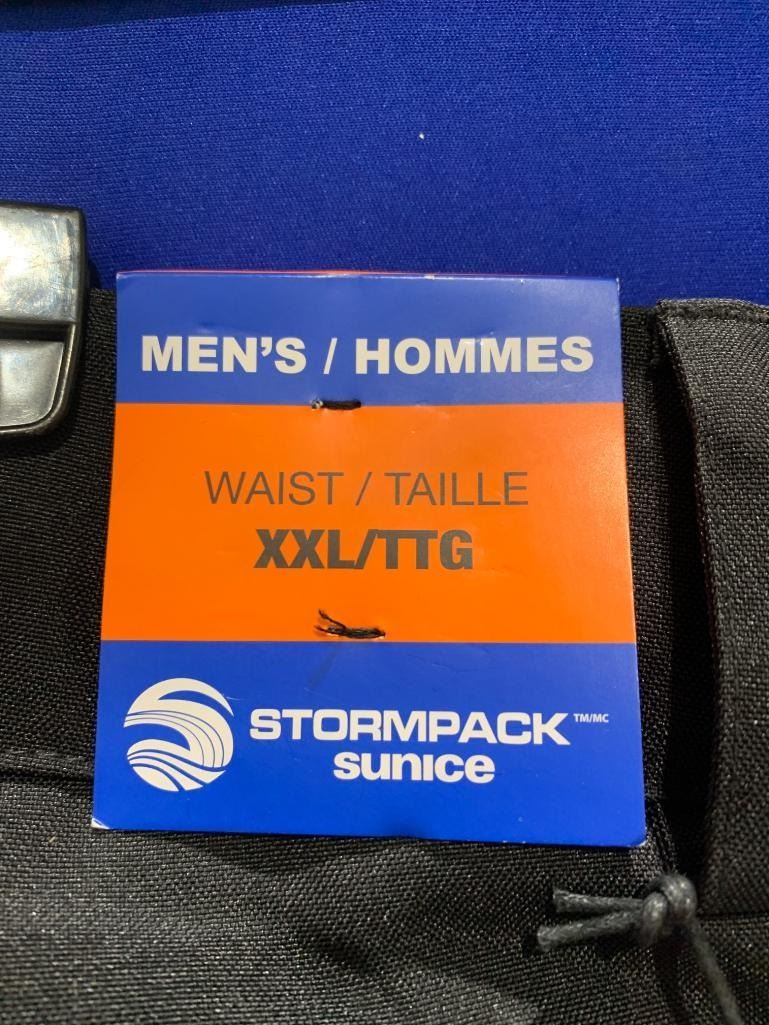 MEN'S / HOMMES
WAIST / TAILLE
XXL/TTG
STORMPACK TM/MC
sunice